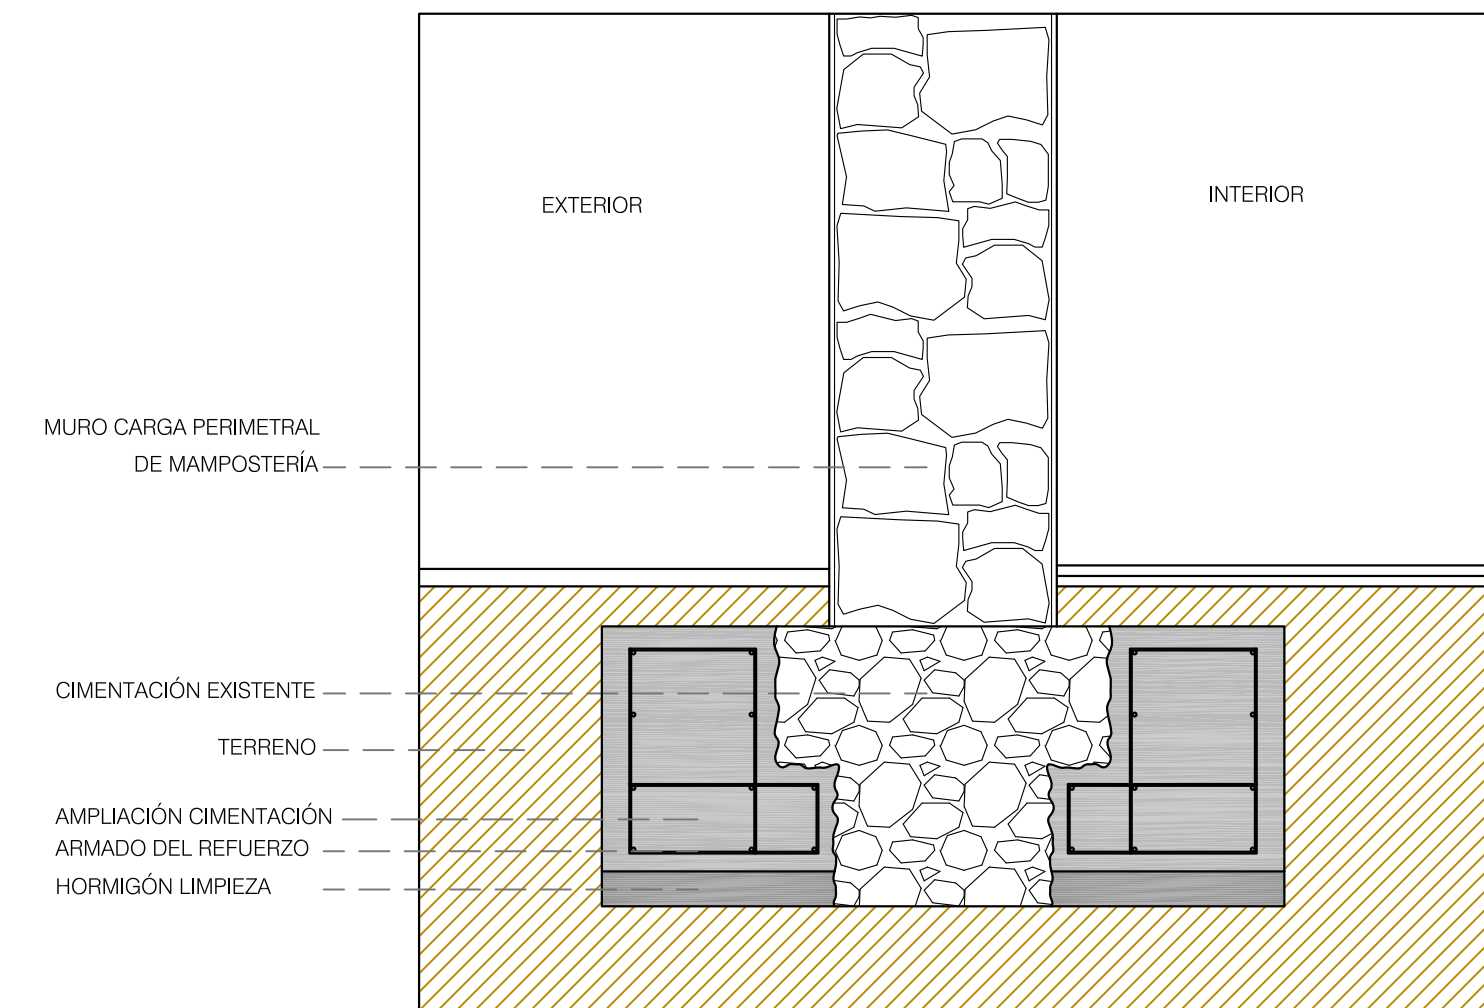 EXTERIOR
INTERIOR
MURO CARGA PERIMETRAL
DE MAMPOSTERÍA
CIMENTACIÓN EXISTENTE
TERRENO
AMPLIACIÓN CIMENTACIÓN
ARMADO DEL REFUERZO
HORMIGÓN LIMPIEZA